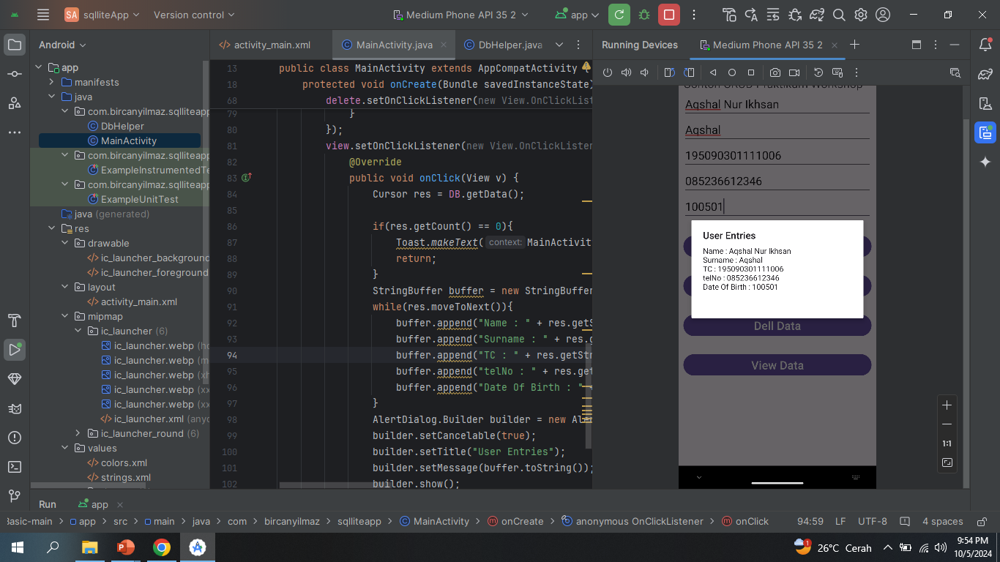 SA sqlliteApp Version control Medium Phone API 35 2 app
Android
app
manifests
java
com.bircanyilmaz.sqlliteapp
DbHelper
MainActivity
com.bircanyilmaz.sqlliteapp
ExampleInstrumentedTe
com.bircanyilmaz.sqlliteapp
ExampleUnitTest
java (generated)
res
drawable
ic_launcher_background
ic_launcher_foreground
layout
activity_main.xml
mipmap
ic_launcher (6)
ic_launcher.webp (h
ic_launcher.webp (m
ic_launcher.webp (xh
ic_launcher.webp (xx
ic_launcher.webp (xx
ic_launcher.xml (anyd
ic_launcher_round (6)
values
colors.xml
strings.xml
activity_main.xml MainActivity.java DbHelper.java
13 public class MainActivity extends AppCompatActivity {
18 protected void onCreate(Bundle savedInstanceState)
68 delete.setOnClickListener(new View.OnClickList
79 }
80 });
81 view.setOnClickListener(new View.OnClickListen
82 @Override
83 public void onClick(View v) {
84 Cursor res = DB.getData();
85
86 if(res.getCount() == 0){
87 Toast.makeText( context: MainActivit
88 return;
89 }
90 StringBuffer buffer = new StringBuffer
91 while(res.moveToNext()){
92 buffer.append("Name : " + res.getS
93 buffer.append("Surname : " + res.g
94 buffer.append("TC : " + res.getStr
95 buffer.append("telNo : " + res.get
96 buffer.append("Date Of Birth : " +
97 }
98 AlertDialog.Builder builder = new Aler
99 builder.setCancelable(true);
100 builder.setTitle("User Entries");
101 builder.setMessage(buffer.toString());
102 builder.show();
Running Devices Medium Phone API 35 2
Contoh CRUD Praktikum Workshop
Aqshal Nur Ikhsan
Aqshal
195090301111006
085236612346
100501
User Entries
Name : Aqshal Nur Ikhsan
Surname : Aqshal
TC : 195090301111006
telNo : 085236612346
Date Of Birth : 100501
Dell Data
View Data
1:1
Run app
Basic-main app src main java com bircanyilmaz sqlliteapp MainActivity onCreate anonymous OnClickListener onClick 94:59 LF UTF-8 4 spaces
1 26°C Cerah 9:54 PM
10/5/2024